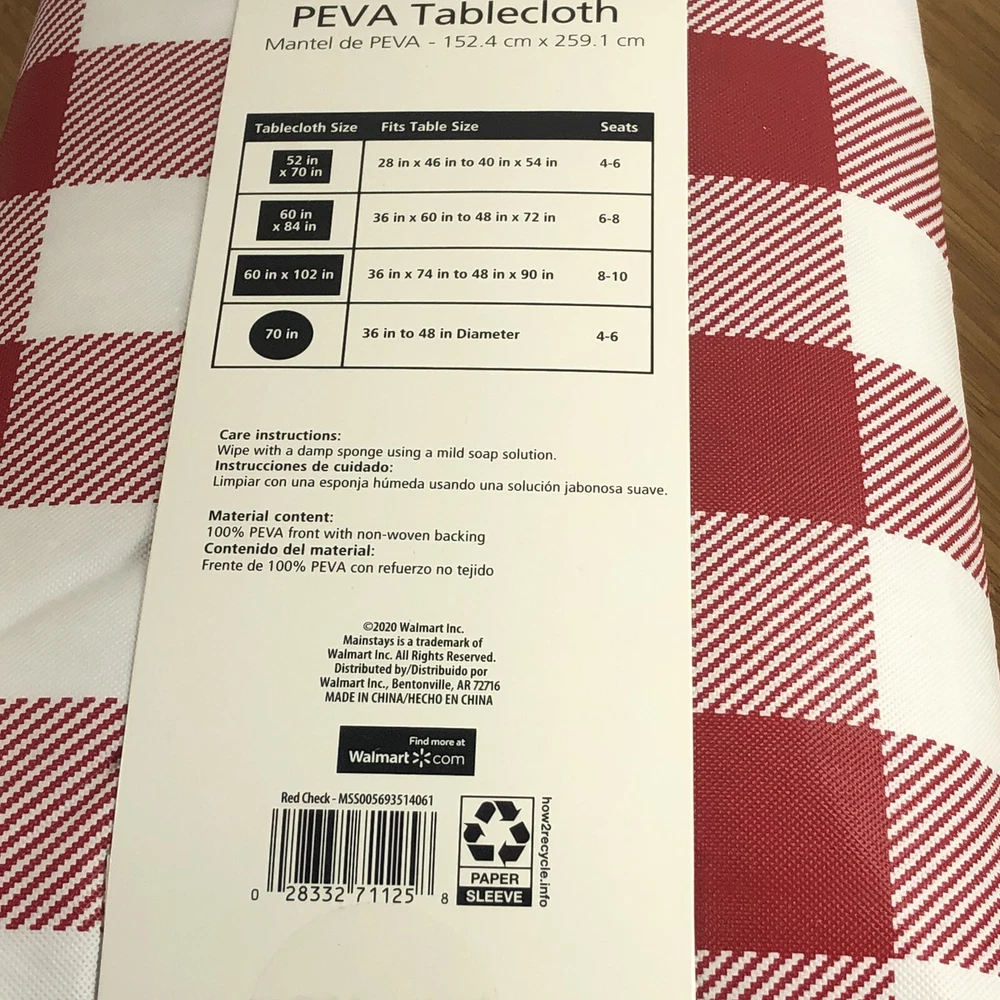 PEVA Tablecloth
Mantel de PEVA - 152.4 cm x 259.1 cm
Tablecloth Size Fits Table Size Seats
52 in
x 70 in
28 in x 46 in to 40 in x 54 in 4-6
60 in
x 84 in
36 in x 60 in to 48 in x 72 in 6-8
60 in x 102 in 36 in x 74 in to 48 in x 90 in 8-10
70 in 36 in to 48 in Diameter 4-6
Care instructions:
Wipe with a damp sponge using a mild soap solution.
Instrucciones de cuidado:
Limpiar con una esponja húmeda usando una solución jabonosa suave.
Material content:
100% PEVA front with non-woven backing
Contenido del material:
Frente de 100% PEVA con refuerzo no tejido
©2020 Walmart Inc.
Mainstays is a trademark of
Walmart Inc. All Rights Reserved.
Distributed by/Distribuido por
Walmart Inc., Bentonville, AR 72716
MADE IN CHINA/HECHO EN CHINA
Find more at
Walmart.com
Red Check - MSS005693514061
0 28332 71125 8
PAPER
SLEEVE
how2recycle.info